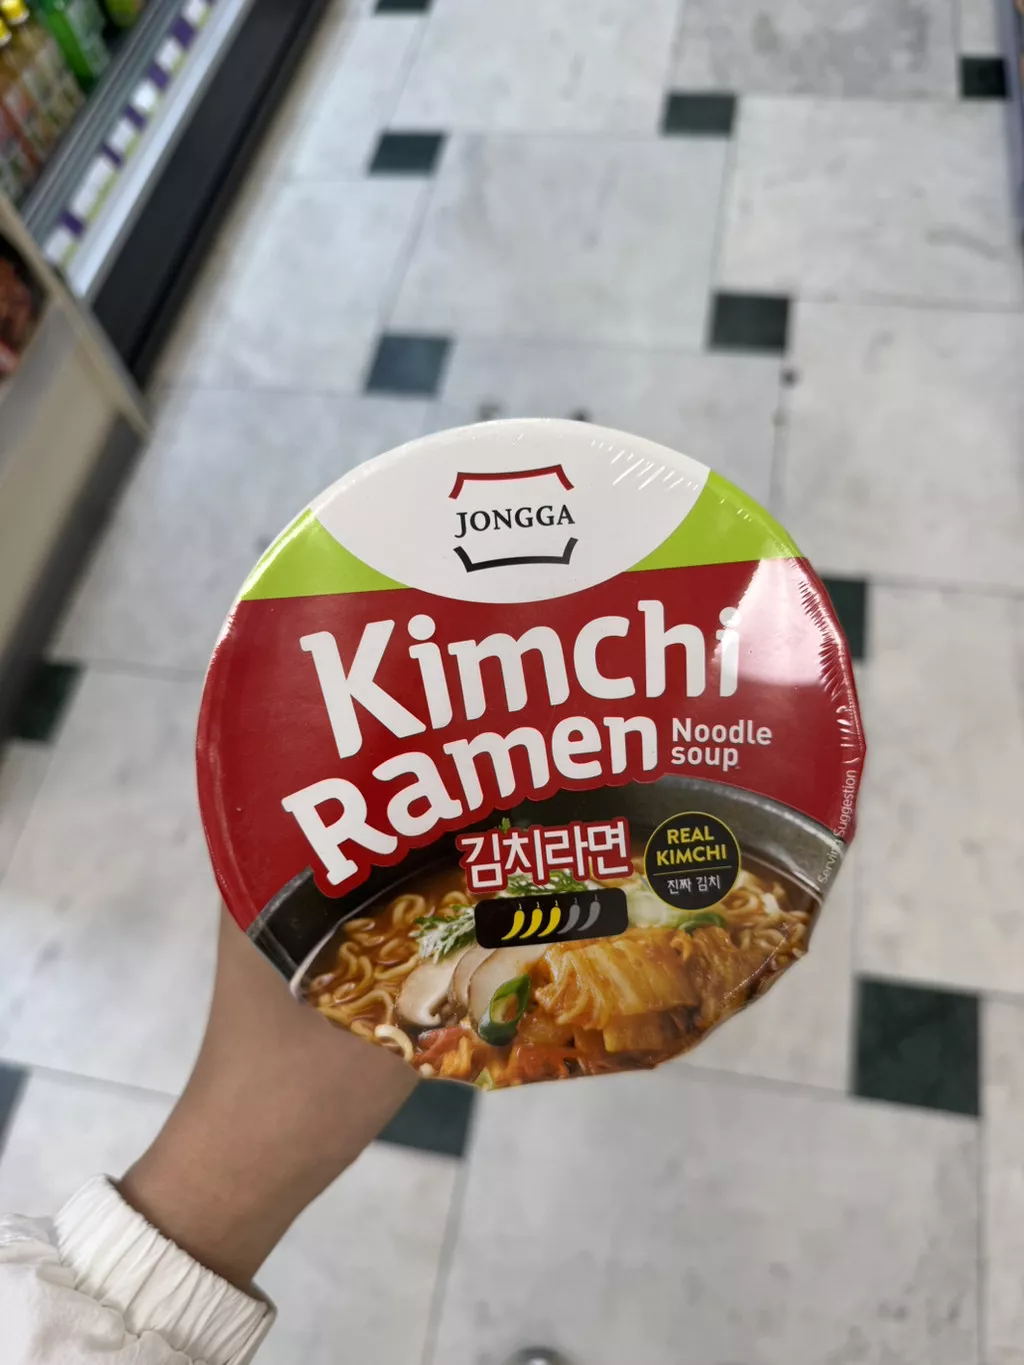 JONGGA
Kimchi
Ramen
Noodle
soup
김치라면
REAL
KIMCHI
진짜 김치
Serving Suggestion